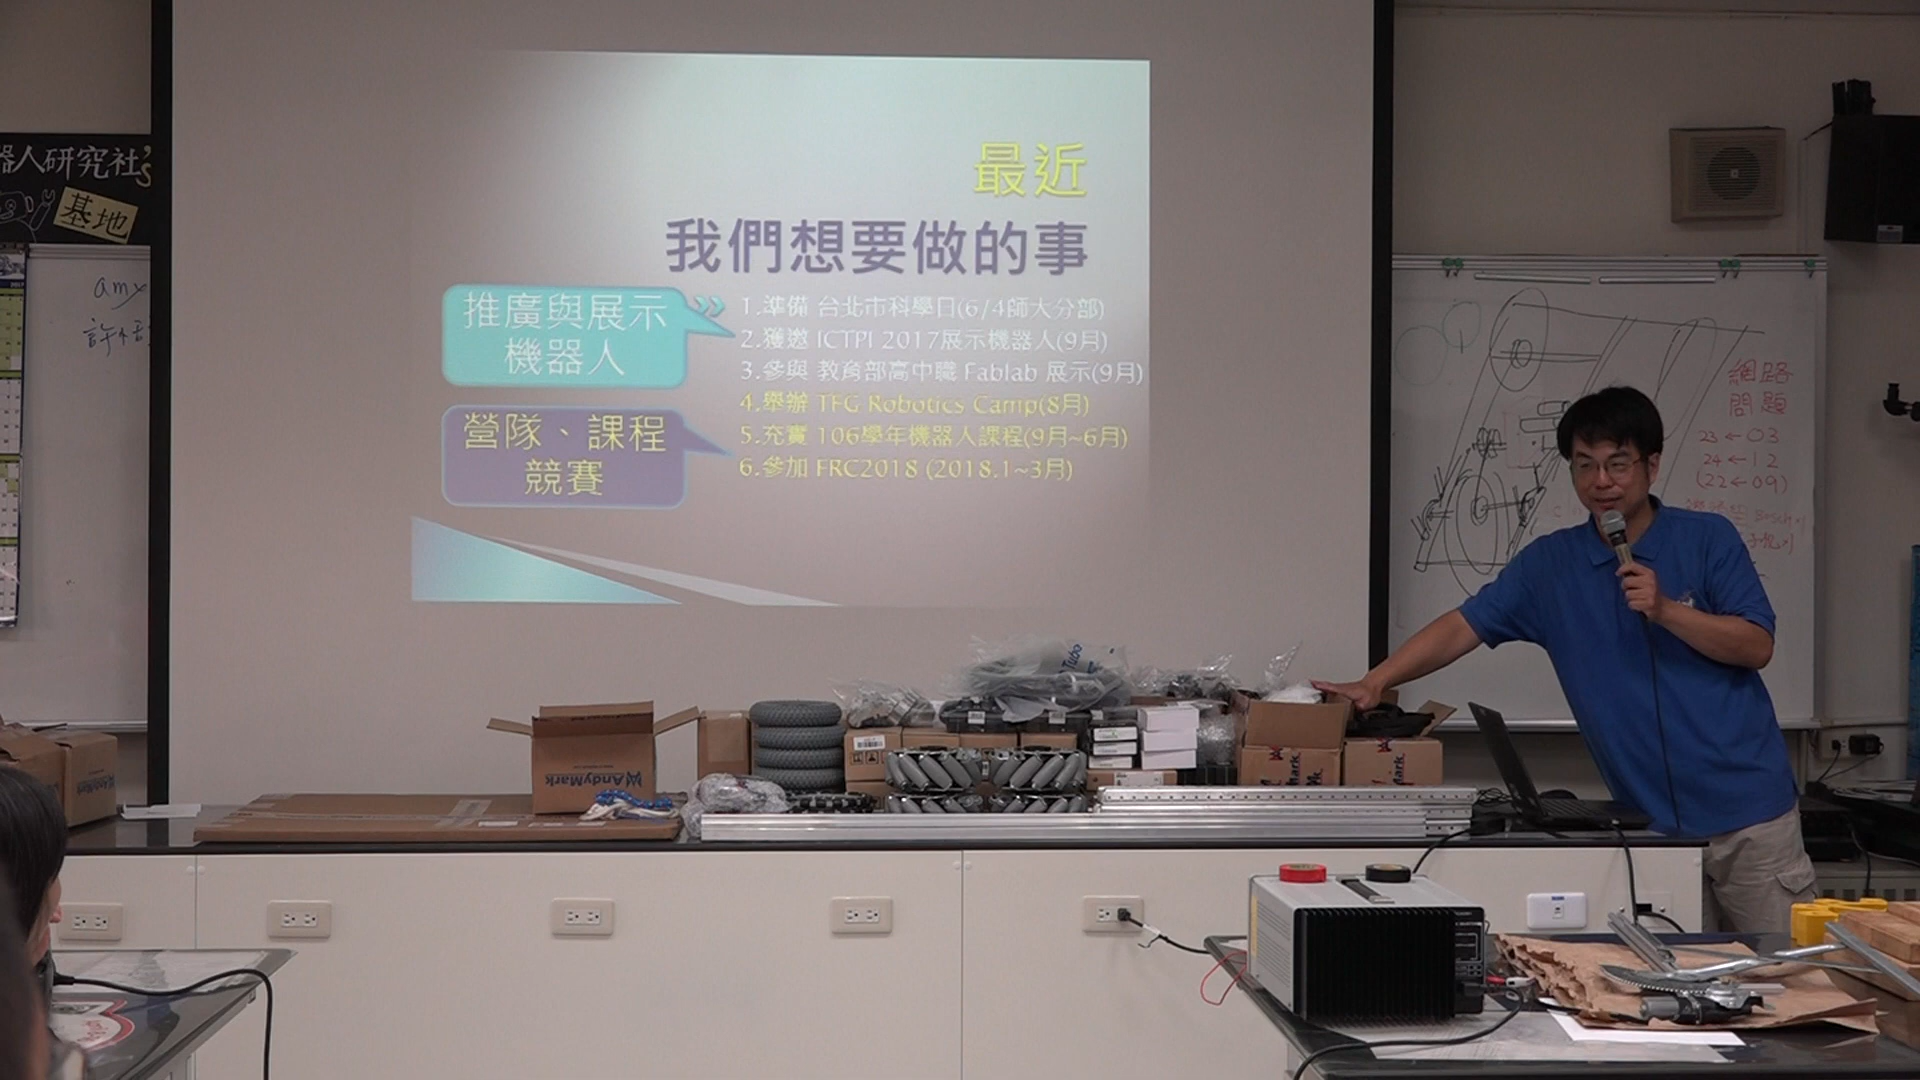 器人研究社's
基地
amy
最近
我們想要做的事
推廣與展示
機器人
1.準備 台北市科學日(6/4師大分部)
2.獲邀 ICTPI 2017展示機器人(9月)
3.參與 教育部高中職 Fablab 展示(9月)
4.舉辦 TFG Robotics Camp(8月)
5.充實 106學年機器人課程(9月~6月)
6.參加 FRC2018 (2018.1~3月)
營隊、課程
競賽
網路
問題
23←03
24←12
(22←09)
Bosch x1
Tube
AndyMark
AndyMark
Mark
Mark